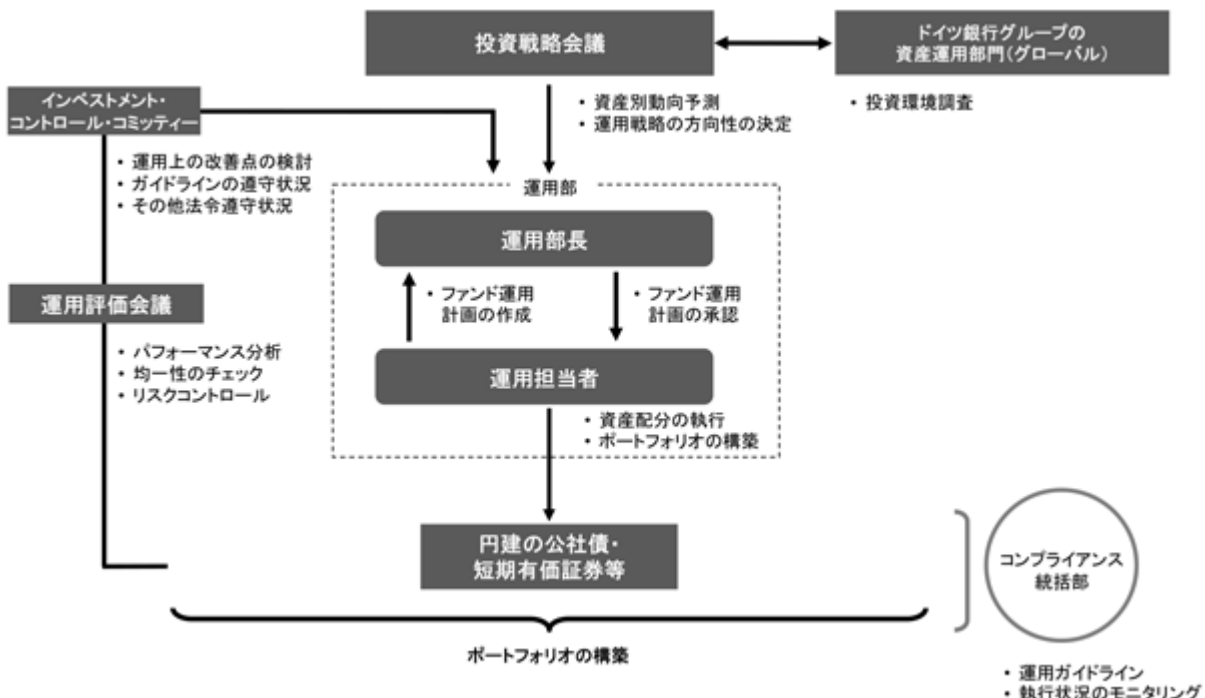 投資戦略会議
ドイツ銀行グループの
資産運用部門(グローバル)
・資産別動向予測
・運用戦略の方向性の決定
・投資環境調査
インベストメント・
コントロール・コミッティー
・運用上の改善点の検討
・ガイドラインの遵守状況
・その他法令遵守状況
運用部
運用部長
・ファンド運用
計画の作成
・ファンド運用
計画の承認
運用評価会議
・パフォーマンス分析
・均一性のチェック
・リスクコントロール
運用担当者
・資産配分の執行
・ポートフォリオの構築
円建の公社債・
短期有価証券等
コンプライアンス
統括部
ポートフォリオの構築
・運用ガイドライン
・執行状況のモニタリング